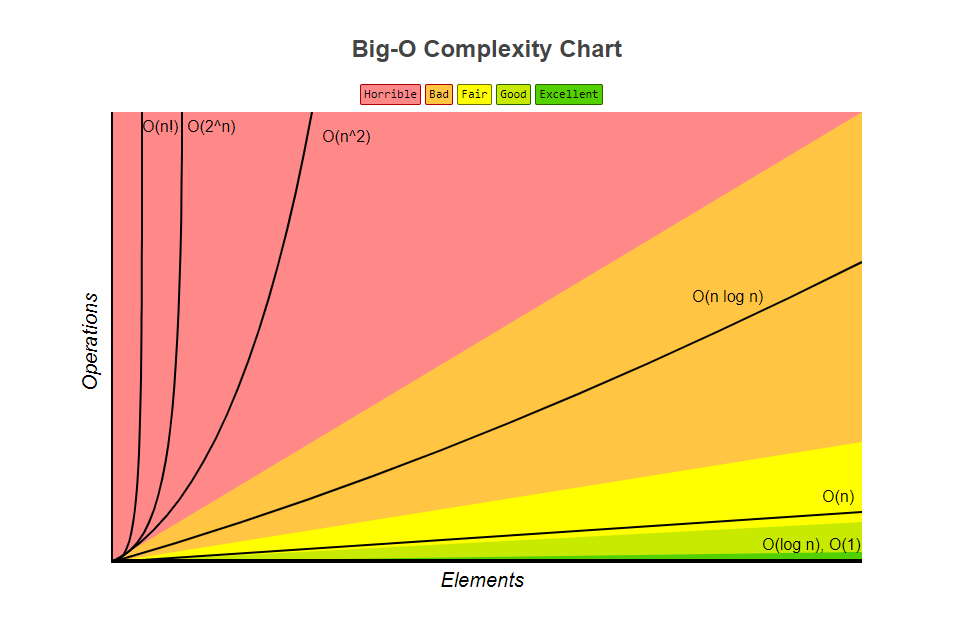 Big-O Complexity Chart
Horrible Bad Fair Good Excellent
O(n!) O(2^n)
O(n^2)
O(n log n)
O(n)
O(log n), O(1)
Operations
Elements